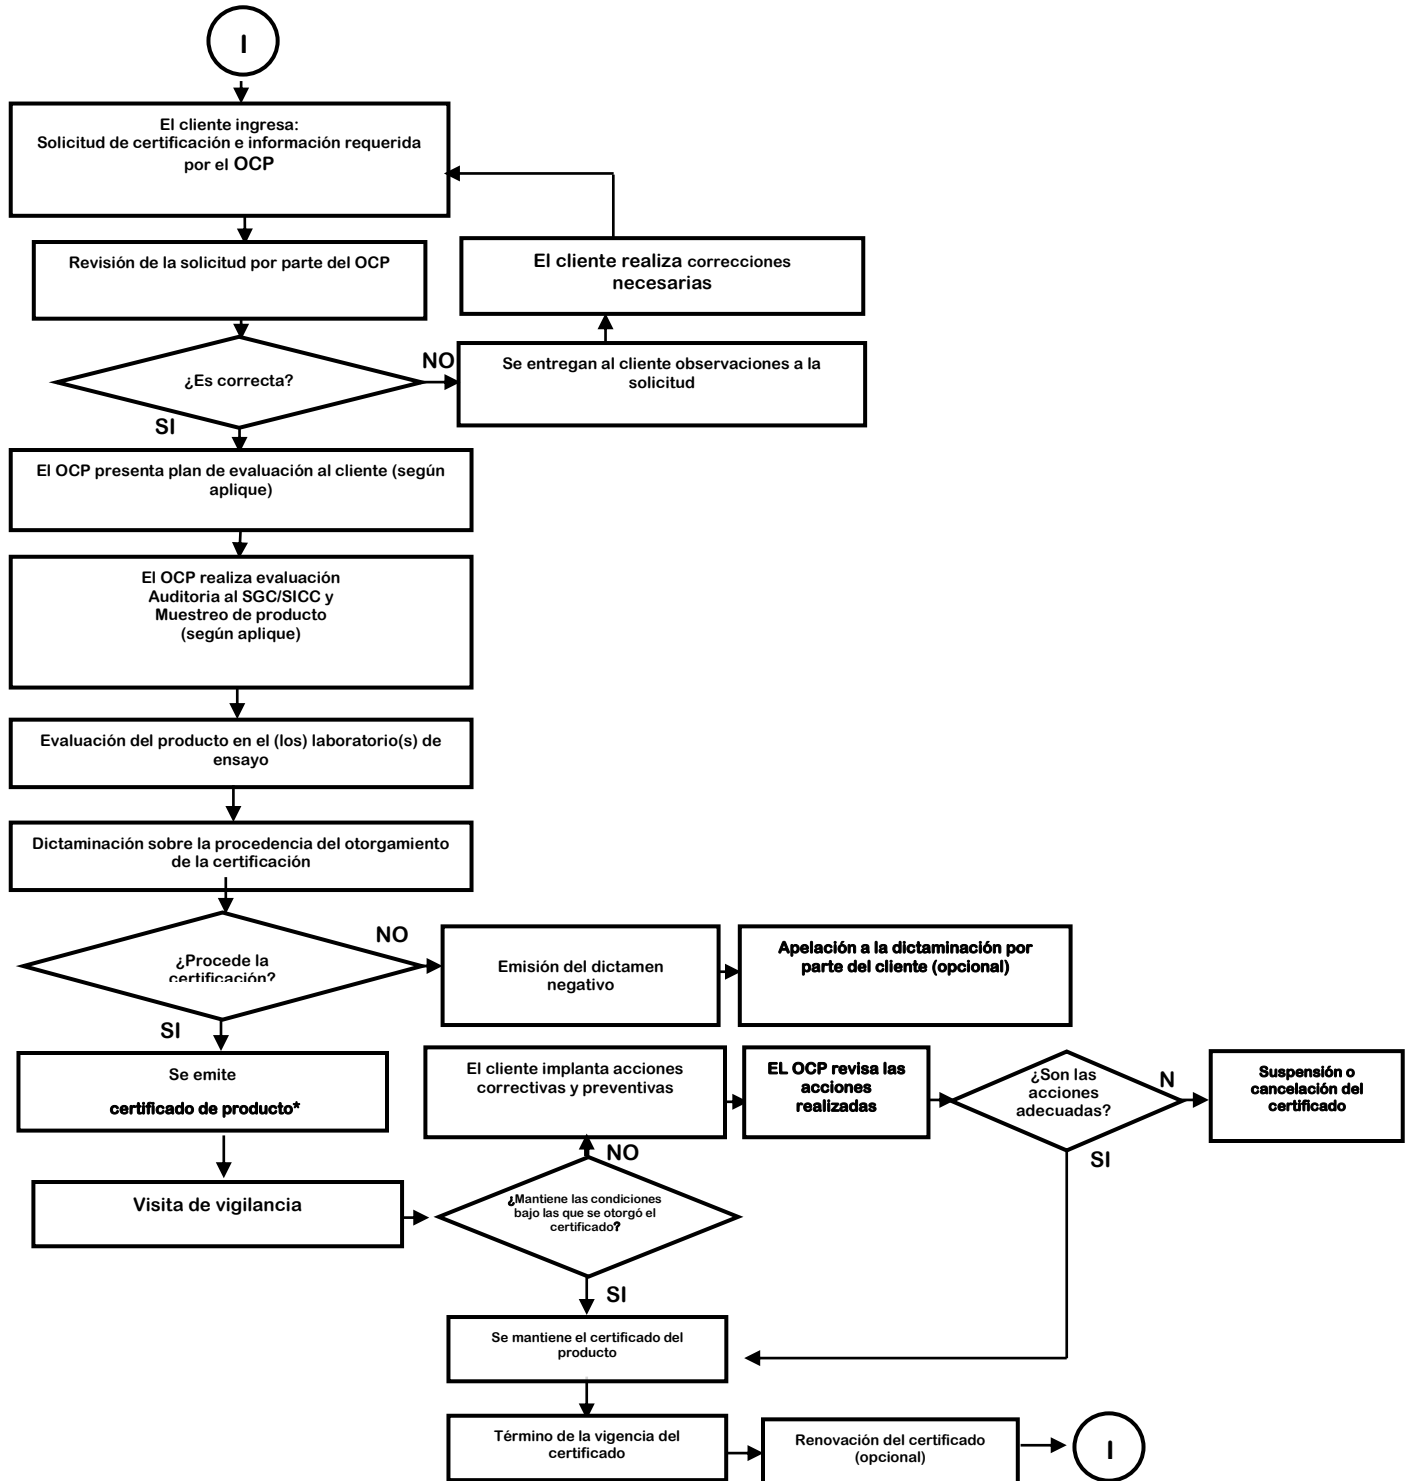 I
El cliente ingresa:
Solicitud de certificación e información requerida
por el OCP
Revisión de la solicitud por parte del OCP
El cliente realiza correcciones
necesarias
¿Es correcta?
NO
Se entregan al cliente observaciones a la
solicitud
SI
El OCP presenta plan de evaluación al cliente (según
aplique)
El OCP realiza evaluación
Auditoria al SGC/SICC y
Muestreo de producto
(según aplique)
Evaluación del producto en el (los) laboratorio(s) de
ensayo
Dictaminación sobre la procedencia del otorgamiento
de la certificación
¿Procede la
certificación?
NO
Emisión del dictamen
negativo
Apelación a la dictaminación por
parte del cliente (opcional)
SI
Se emite
certificado de producto*
El cliente implanta acciones
correctivas y preventivas
EL OCP revisa las
acciones
realizadas
¿Son las
acciones
adecuadas?
N
Suspensión o
cancelación del
certificado
SI
NO
Visita de vigilancia
¿Mantiene las condiciones
bajo las que se otorgó el
certificado?
SI
Se mantiene el certificado del
producto
Término de la vigencia del
certificado
Renovación del certificado
(opcional)
I